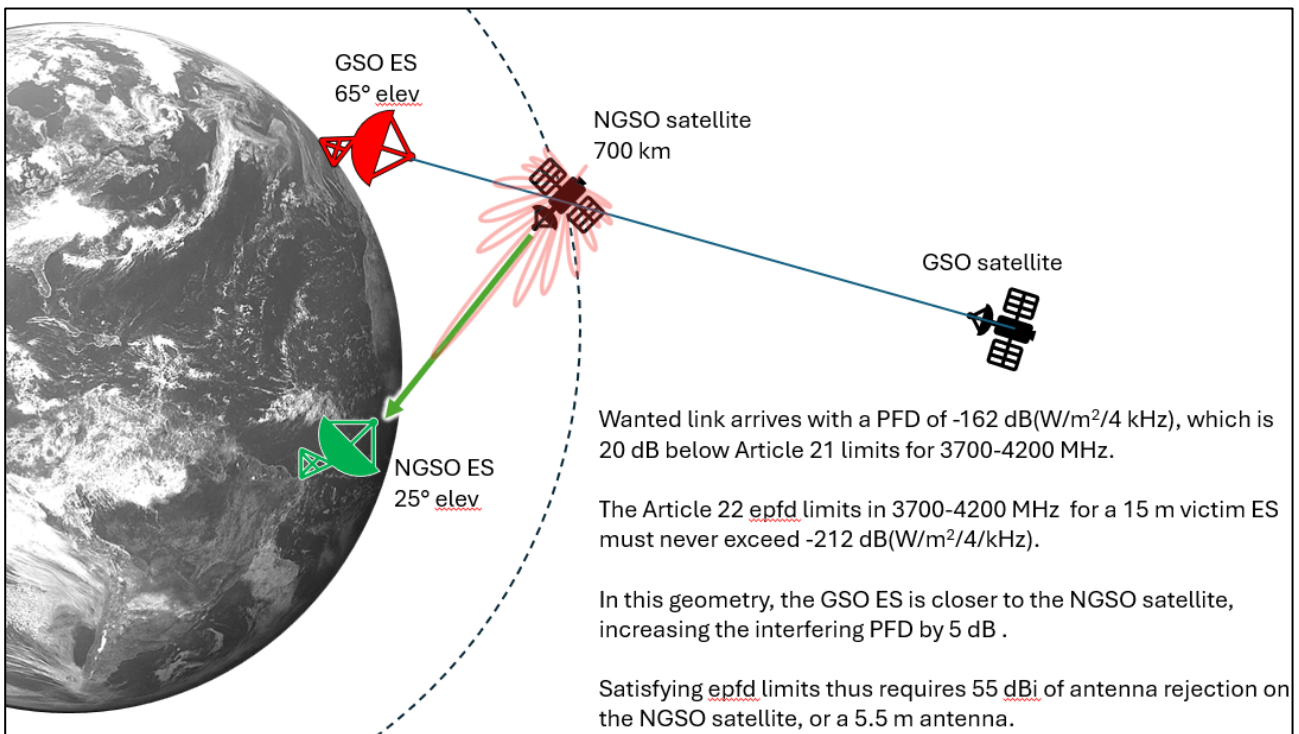 GSO ES
65° elev
NGSO satellite
700 km
GSO satellite
NGSO ES
25° elev
Wanted link arrives with a PFD of -162 dB(W/m²/4 kHz), which is
20 dB below Article 21 limits for 3700-4200 MHz.
The Article 22 epfd limits in 3700-4200 MHz for a 15 m victim ES
must never exceed -212 dB(W/m²/4/kHz).
In this geometry, the GSO ES is closer to the NGSO satellite,
increasing the interfering PFD by 5 dB .
Satisfying epfd limits thus requires 55 dBi of antenna rejection on
the NGSO satellite, or a 5.5 m antenna.